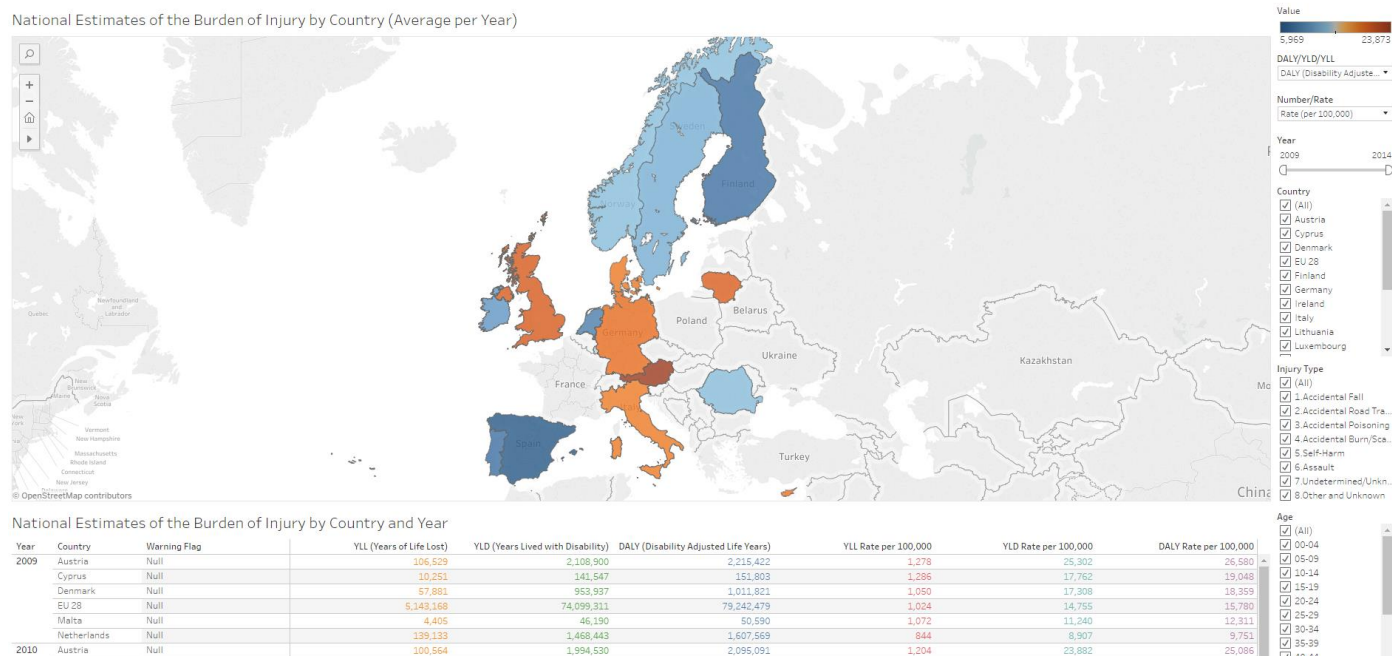 National Estimates of the Burden of Injury by Country (Average per Year)
Value
5,969 23,873
DALY/YLD/YLL
DALY (Disability Adjuste...
Number/Rate
Rate (per 100,000)
Year
2009 2014
Country
(All)
Austria
Cyprus
Denmark
EU 28
Finland
Germany
Ireland
Italy
Lithuania
Luxembourg
Injury Type
(All)
1.Accidental Fall
2.Accidental Road Tra...
3.Accidental Poisoning
4.Accidental Burn/Sca...
5.Self-Harm
6.Assault
7.Undetermined/Unkn...
8.Other and Unknown
Age
(All)
00-04
05-09
10-14
15-19
20-24
25-29
30-34
35-39
Sweden
Finland
Norway
Newfoundland
and
Labrador
Quebec
Poland
Belarus
Germany
Ukraine
Kazakhstan
France
New
Brunswick
Maine
Nova
Scotia
Vermont
New Hampshire
Massachusetts
Rhode Island
Connecticut
New Jersey
Spain
Italy
Turkey
China
© OpenStreetMap contributors
National Estimates of the Burden of Injury by Country and Year
Year Country Warning Flag YLL (Years of Life Lost) YLD (Years Lived with Disability) DALY (Disability Adjusted Life Years) YLL Rate per 100,000 YLD Rate per 100,000 DALY Rate per 100,000
2009 Austria Null 106,529 2,108,900 2,215,422 1,278 25,302 26,580
Cyprus Null 10,251 141,547 151,803 1,286 17,762 19,048
Denmark Null 57,881 953,937 1,011,821 1,050 17,308 18,359
EU 28 Null 5,143,168 74,099,311 79,242,479 1,024 14,755 15,780
Malta Null 4,405 46,190 50,590 1,072 11,240 12,311
Netherlands Null 139,133 1,468,443 1,607,569 844 8,907 9,751
2010 Austria Null 100,564 1,994,530 2,095,091 1,204 23,882 25,086